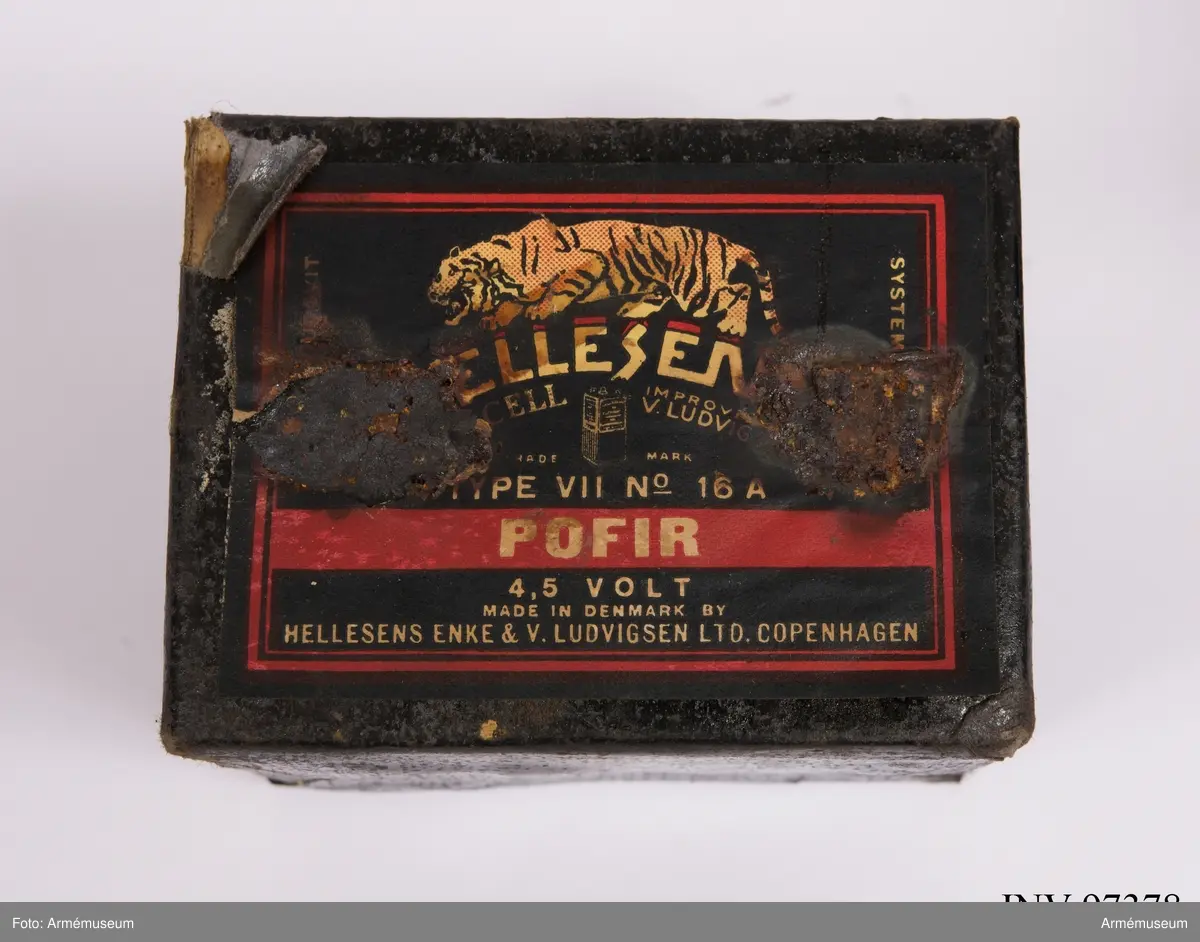 SYSTEM
ELLESEN
CELL
IMPROV
V. LUDVIG
MARK
TYPE VII Nº 16 A
POFIR
4,5 VOLT
MADE IN DENMARK BY
HELLESENS ENKE & V. LUDVIGSEN LTD. COPENHAGEN
Foto: Armémuseum
Armémuseum